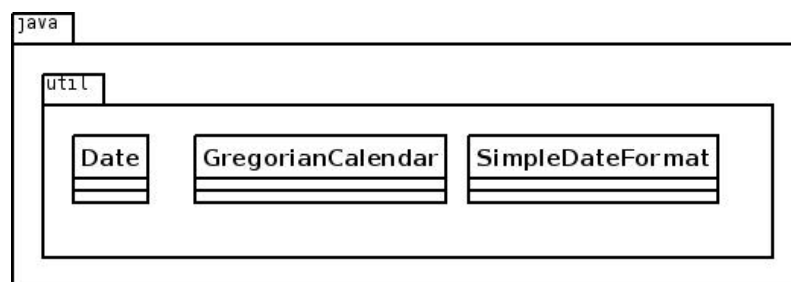 java
util
Date
GregorianCalendar
SimpleDateFormat